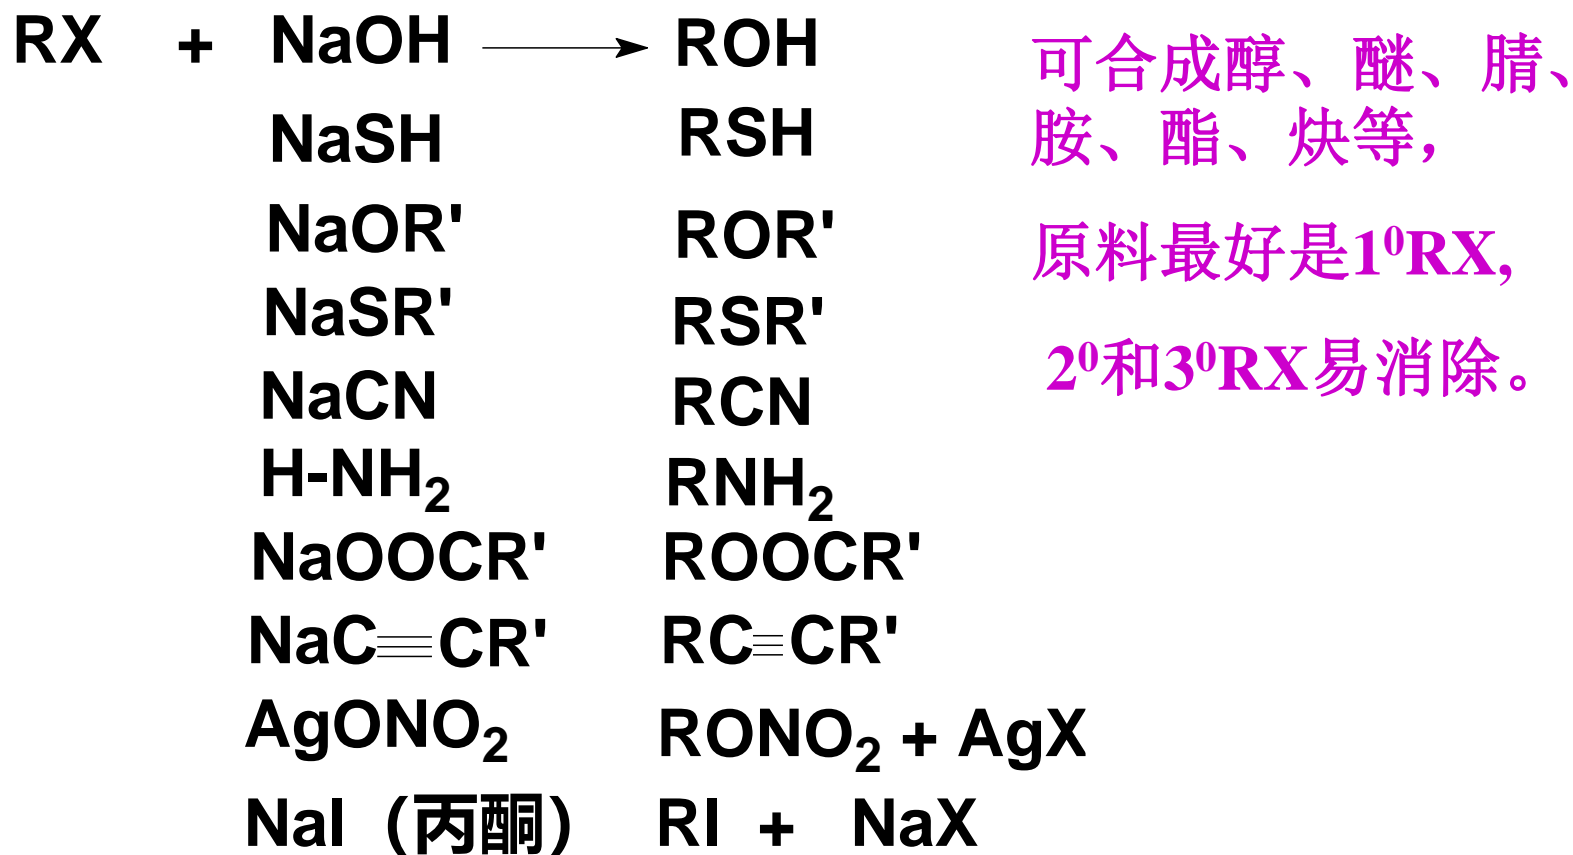 RX + NaOH ⟶ ROH
NaSH RSH
NaOR' ROR'
NaSR' RSR'
NaCN RCN
H-NH₂ RNH₂
NaOOCR' ROOCR'
NaC≡CR' RC≡CR'
AgONO₂ RONO₂ + AgX
NaI（丙酮） RI + NaX
可合成醇、醚、腈、
胺、酯、炔等，
原料最好是1⁰RX,
2⁰和3⁰RX易消除。